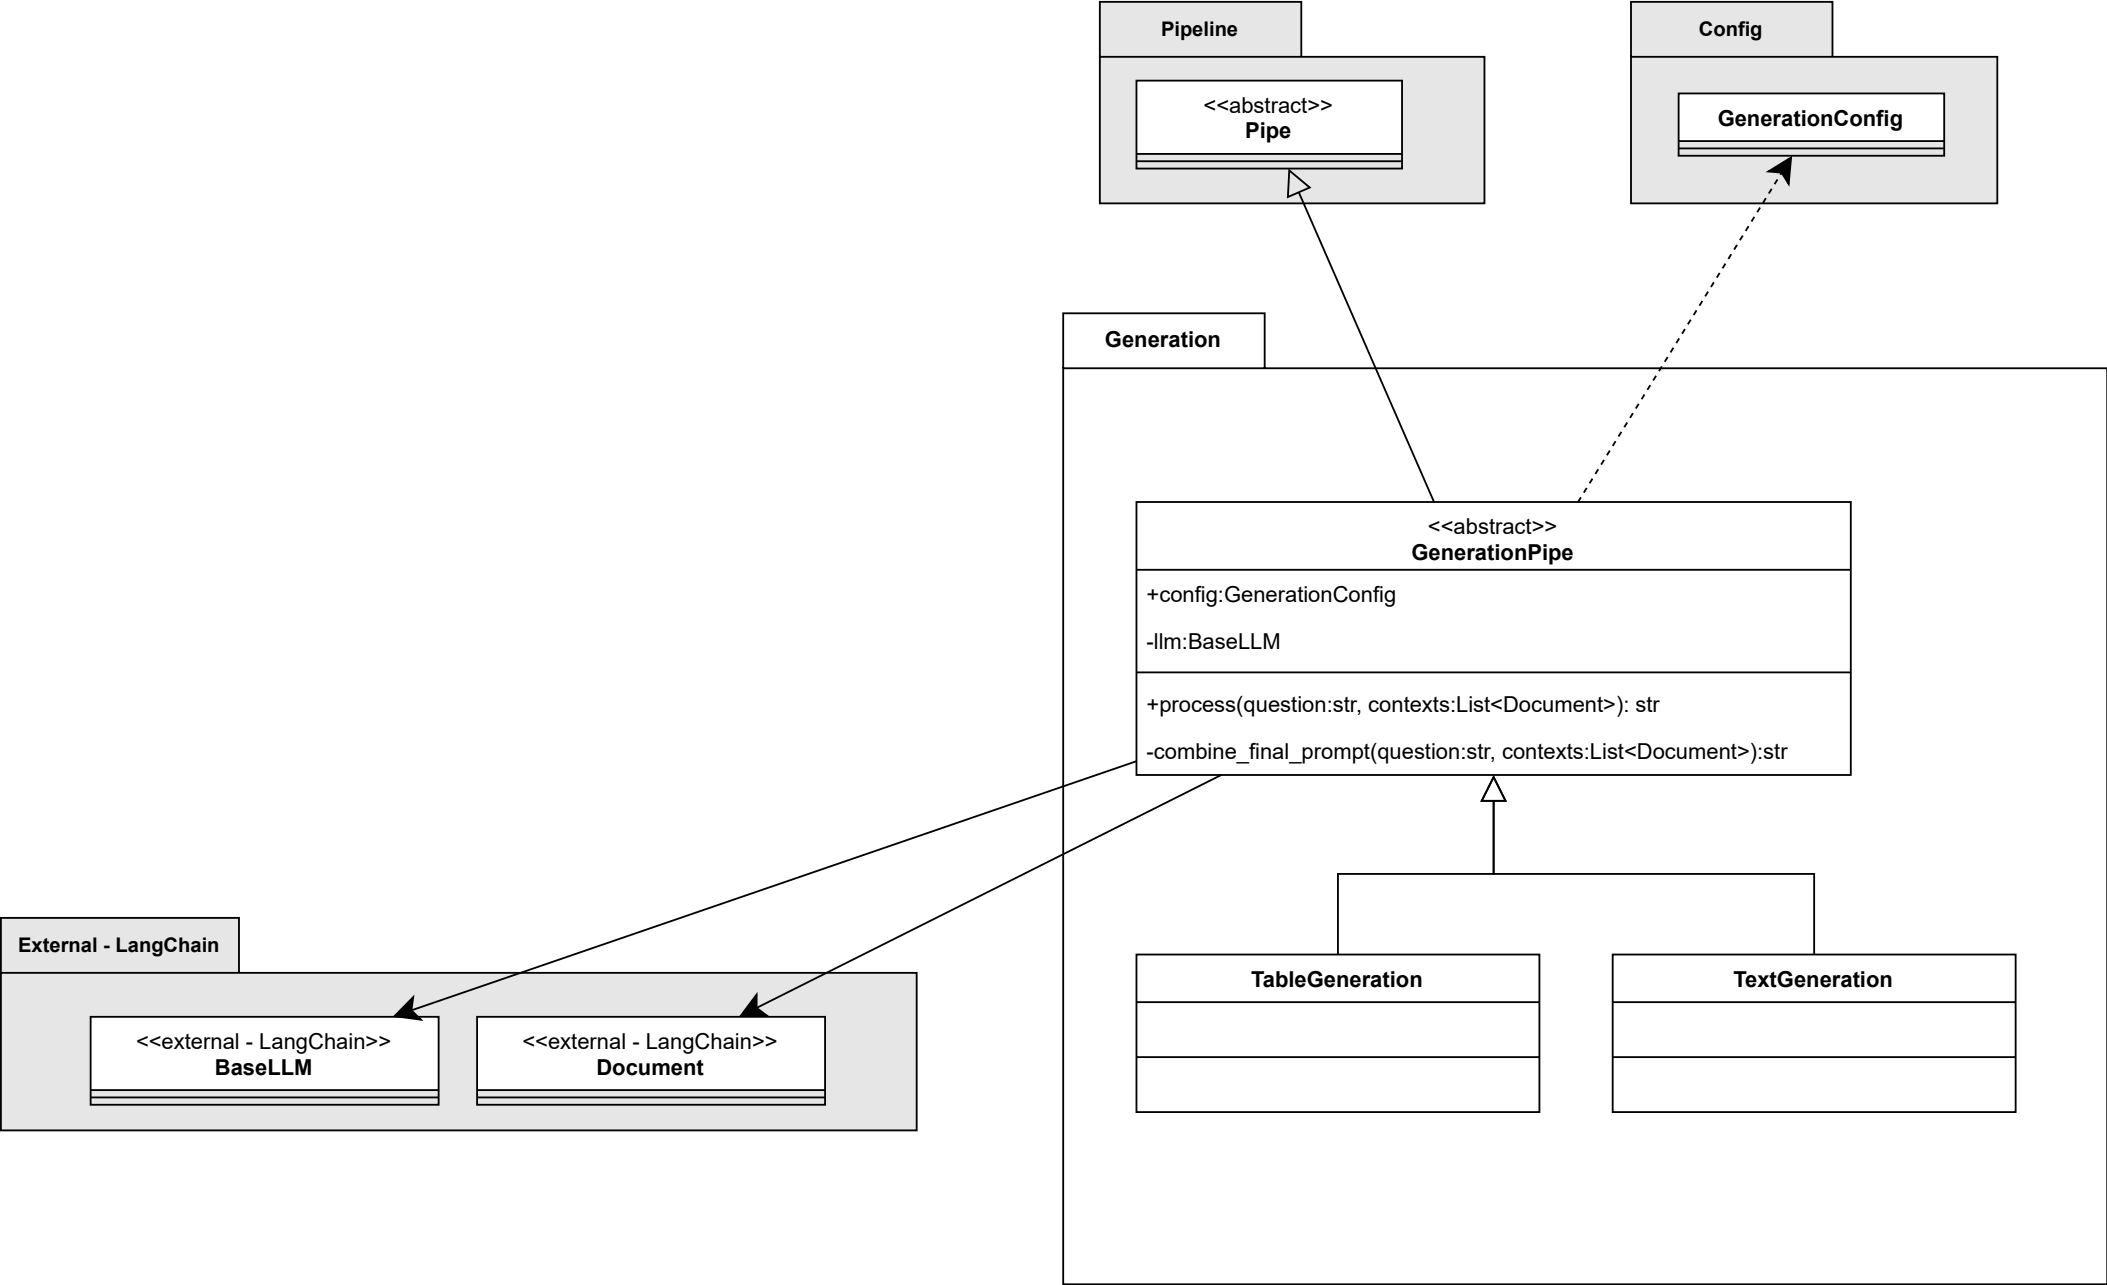 Pipeline
<<abstract>>
Pipe
Config
GenerationConfig
Generation
<<abstract>>
GenerationPipe
+config:GenerationConfig
-llm:BaseLLM
+process(question:str, contexts:List<Document>): str
-combine_final_prompt(question:str, contexts:List<Document>):str
External - LangChain
<<external - LangChain>>
BaseLLM
<<external - LangChain>>
Document
TableGeneration
TextGeneration